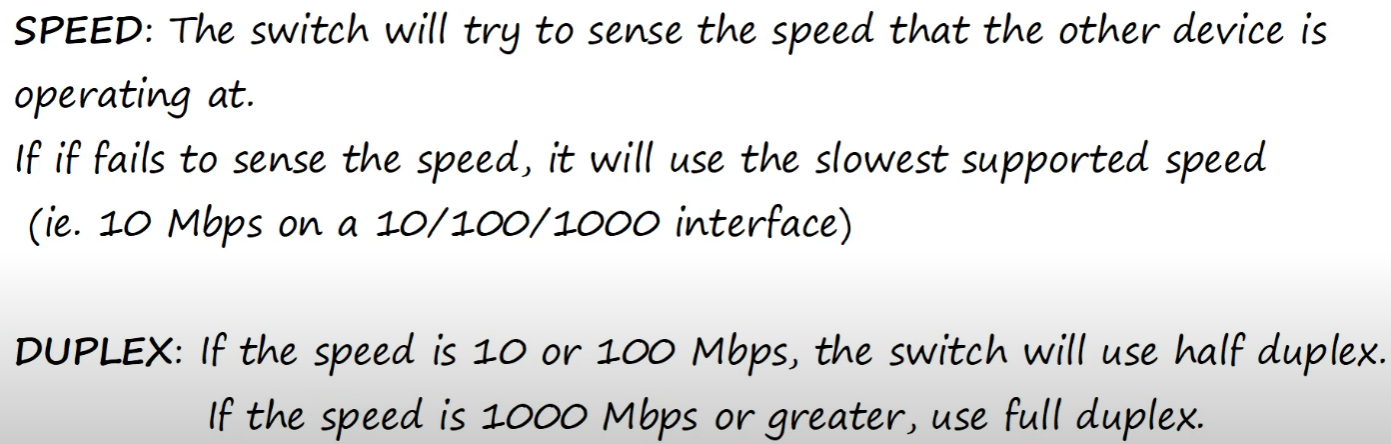 SPEED: The switch will try to sense the speed that the other device is
operating at.
If if fails to sense the speed, it will use the slowest supported speed
(ie. 10 Mbps on a 10/100/1000 interface)
DUPLEX: If the speed is 10 or 100 Mbps, the switch will use half duplex.
If the speed is 1000 Mbps or greater, use full duplex.